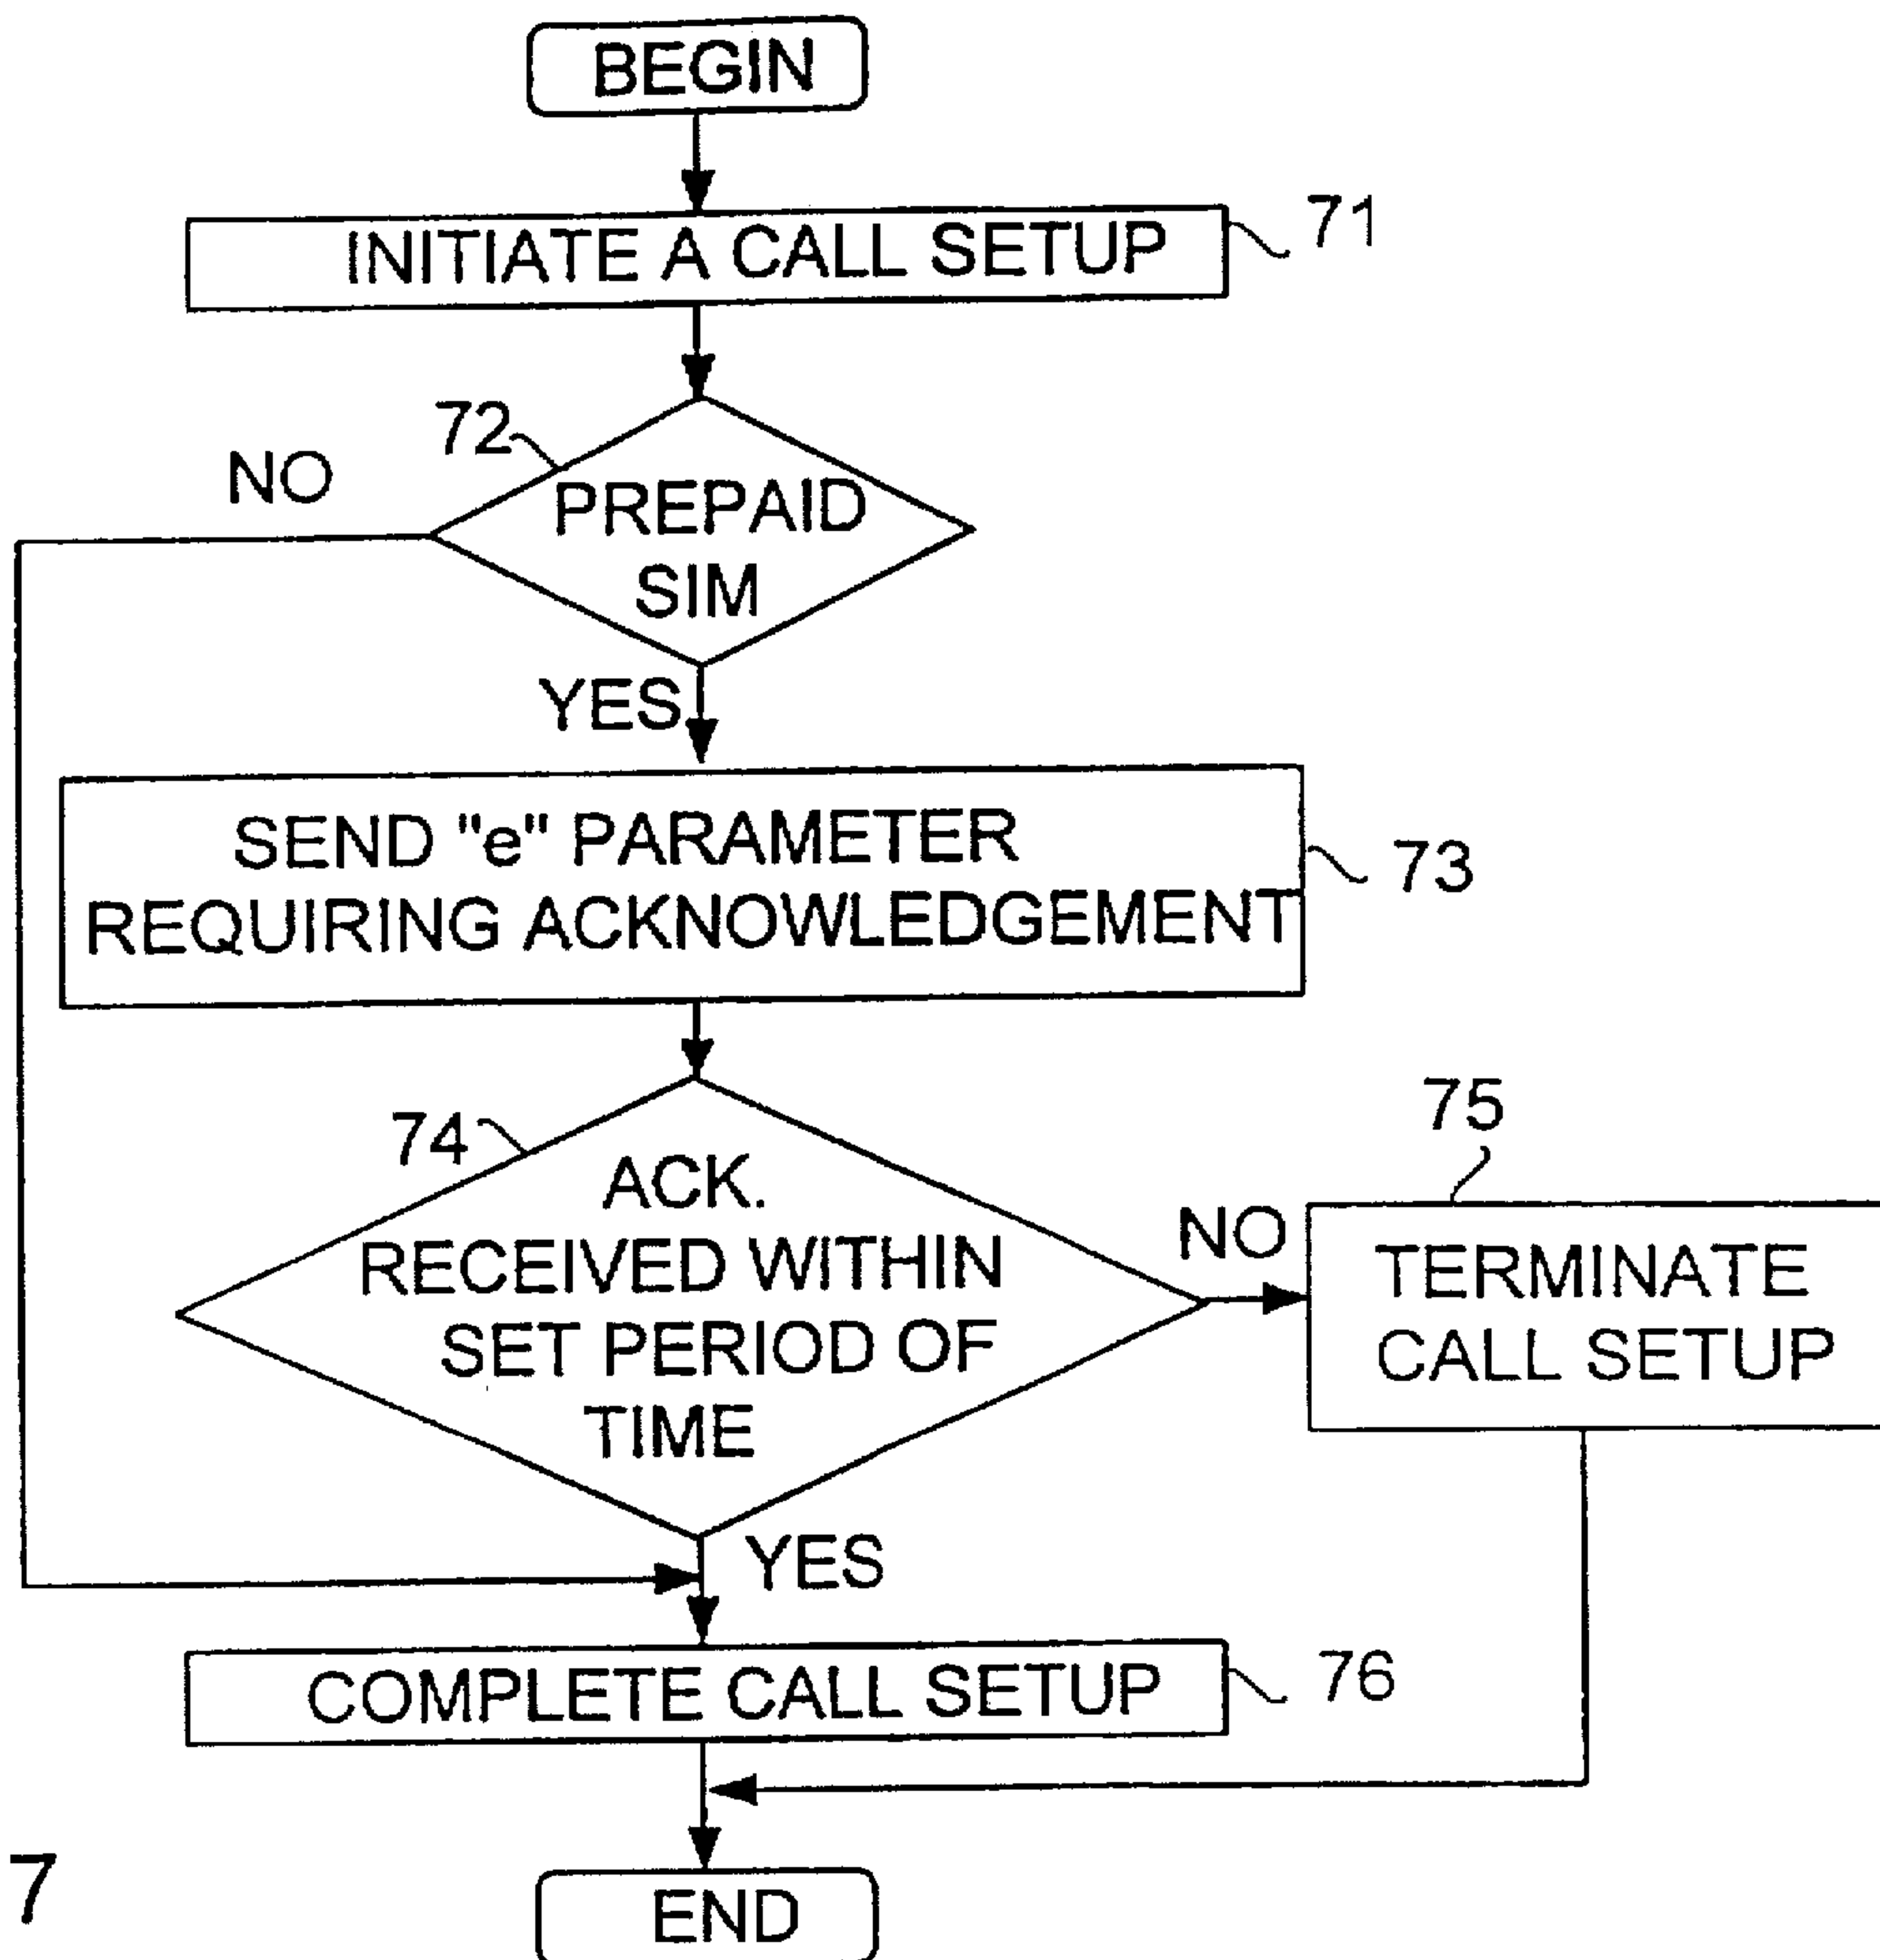 BEGIN
INITIATE A CALL SETUP
71
72
NO
PREPAID
SIM
YES
SEND "e" PARAMETER
REQUIRING ACKNOWLEDGEMENT
73
74
ACK.
RECEIVED WITHIN
SET PERIOD OF
TIME
NO
75
TERMINATE
CALL SETUP
YES
COMPLETE CALL SETUP
76
END
7